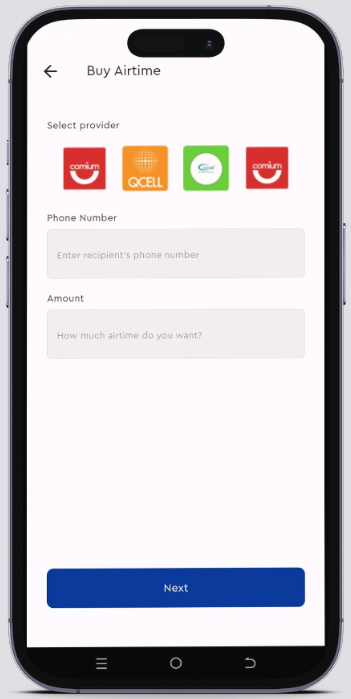 Buy Airtime
Select provider
comium
QCELL
comium
Phone Number
Enter recipient's phone number
Amount
How much airtime do you want?
Next